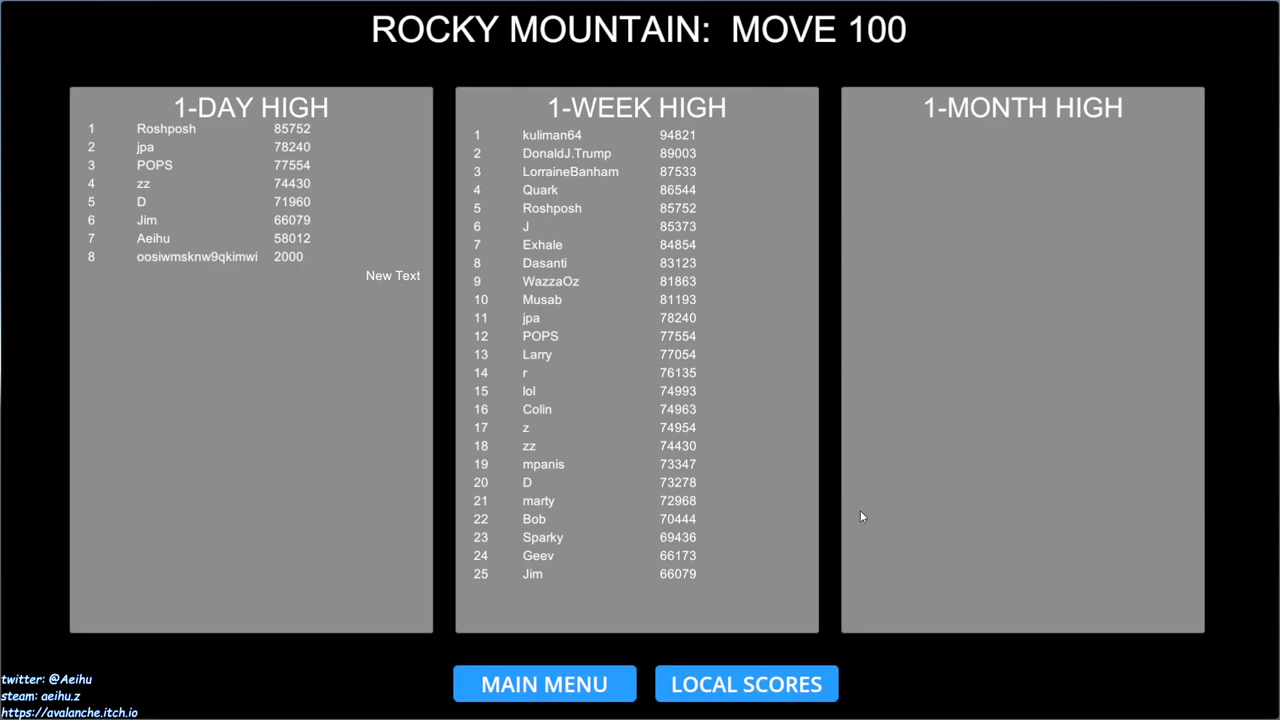 ROCKY MOUNTAIN: MOVE 100
1-DAY HIGH
1 Roshposh 85752
2 jpa 78240
3 POPS 77554
4 zz 74430
5 D 71960
6 Jim 66079
7 Aeihu 58012
8 oosiwmsknw9qkimwi 2000
New Text
1-WEEK HIGH
1 kuliman64 94821
2 DonaldJ.Trump 89003
3 LorraineBanham 87533
4 Quark 86544
5 Roshposh 85752
6 J 85373
7 Exhale 84854
8 Dasanti 83123
9 WazzaOz 81863
10 Musab 81193
11 jpa 78240
12 POPS 77554
13 Larry 77054
14 r 76135
15 lol 74993
16 Colin 74963
17 z 74954
18 zz 74430
19 mpanis 73347
20 D 73278
21 marty 72968
22 Bob 70444
23 Sparky 69436
24 Geev 66173
25 Jim 66079
1-MONTH HIGH
MAIN MENU
LOCAL SCORES
twitter: @Aeihu
steam: aeihu.z
https://avalanche.itch.io